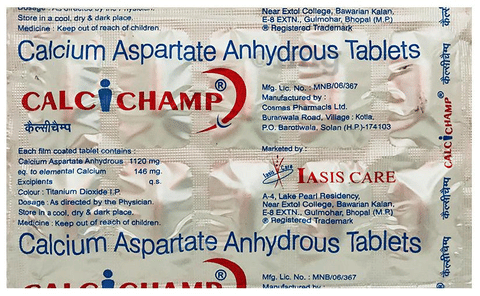 Dosage : As directed by the Physician.
Store in a cool, dry & dark place.
Medicine : Keep out of reach of children.
Near Extol College, Bawarian Kalan,
E-8 EXTN., Gulmohar, Bhopal (M.P.)
® Registered Trademark
Calcium Aspartate Anhydrous Tablets
CALCICHAMP®
कैल्सीचैम्प
Mfg. Lic. No. : MNB/06/367
Manufactured by :
Cosmas Pharmacls Ltd.
Buranwala Road, Village : Kotla,
P.O. Barotiwala, Solan (H.P.)-174103
Each film coated tablet contains :
Calcium Aspartate Anhydrous 1120 mg
eq. to elemental Calcium 146 mg.
Excipients q.s.
Colour : Titanium Dioxide I.P.
Dosage : As directed by the Physician.
Store in a cool, dry & dark place.
Medicine : Keep out of reach of children.
Marketed by :
Iasis Care
IASIS CARE
A-4, Lake Pearl Residency,
Near Extol College, Bawarian Kalan,
E-8 EXTN., Gulmohar, Bhopal (M.P.)
® Registered Trademark
Calcium Aspartate Anhydrous Tablets
CALCICHAMP®
Mfg. Lic. No. : MNB/06/367
Manufactured by :
कैल्सीचैम्प
CALCICHAMP®
कैल्सीचैम्प